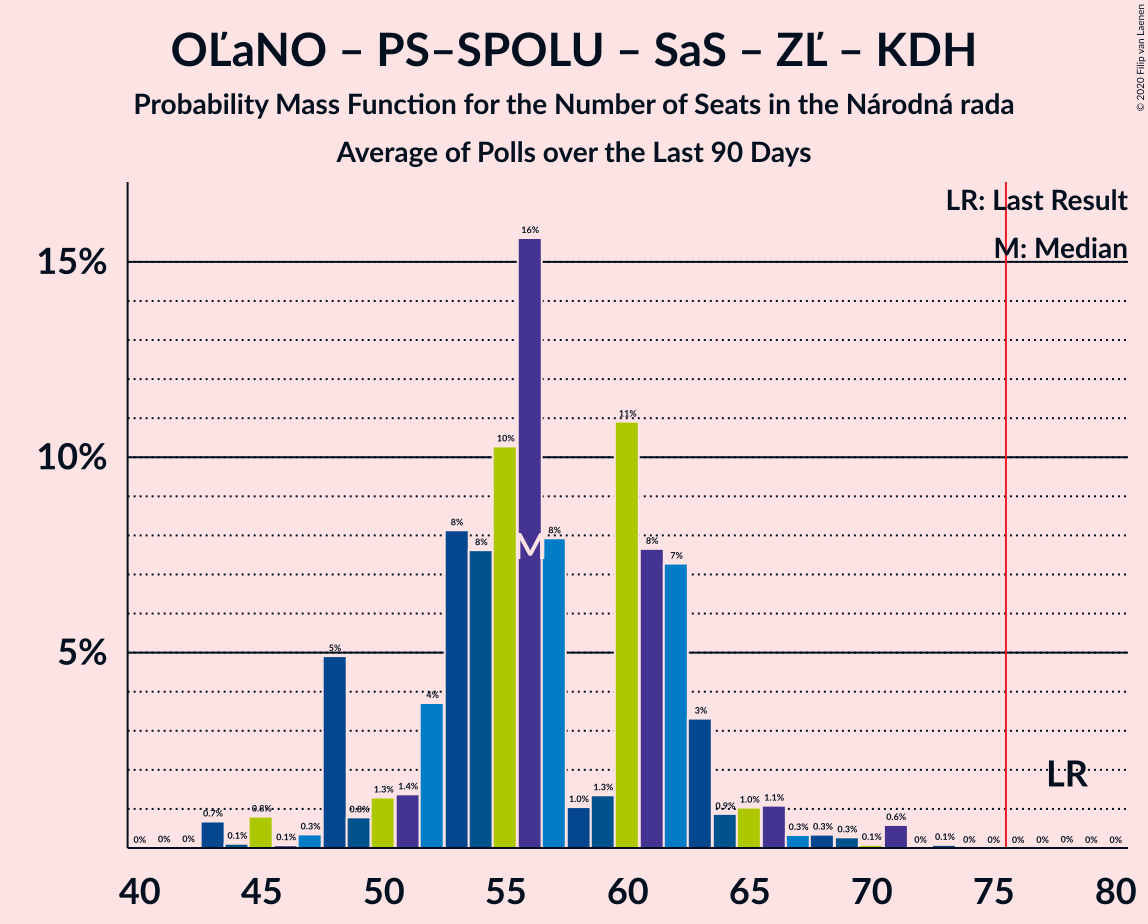 OĽaNO – PS–SPOLU – SaS – ZĽ – KDH
Probability Mass Function for the Number of Seats in the Národná rada
Average of Polls over the Last 90 Days
© 2020 Filip van Laenen
LR: Last Result
M: Median
15%
10%
5%
0% 0% 0% 0.7% 0.1% 0.8% 0.1% 0.3% 5% 0.8% 1.3% 1.4% 4% 8% 8% 10% 16% 8% 1.0% 1.3% 11% 8% 7% 3% 0.9% 1.0% 1.1% 0.3% 0.3% 0.3% 0.1% 0.6% 0% 0.1% 0% 0% 0% 0% 0% 0% 0%
M
LR
40 45 50 55 60 65 70 75 80